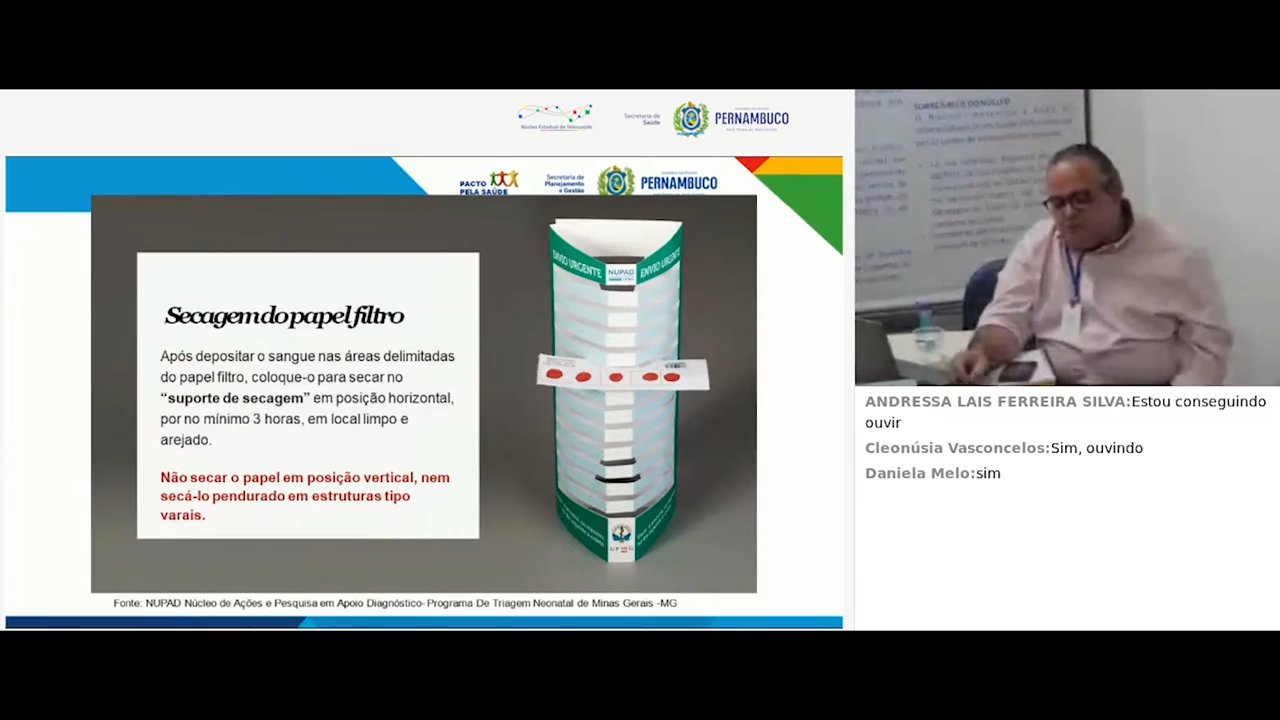 Núcleo Estadual de Telessaúde
Secretaria de
Saúde
PERNAMBUCO
PACTO
PELA SAÚDE
Secretaria de
Planejamento
e Gestão
PERNAMBUCO
Secagem do papel filtro
Após depositar o sangue nas áreas delimitadas
do papel filtro, coloque-o para secar no
“suporte de secagem” em posição horizontal,
por no mínimo 3 horas, em local limpo e
arejado.
Não secar o papel em posição vertical, nem
secá-lo pendurado em estruturas tipo
varais.
ENVIO URGENTE
NUPAD
ENVIO URGENTE
UFMG
Fonte: NUPAD Núcleo de Ações e Pesquisa em Apoio Diagnóstico- Programa De Triagem Neonatal de Minas Gerais -MG
ANDRESSA LAIS FERREIRA SILVA:Estou conseguindo
ouvir
Cleonúsia Vasconcelos:Sim, ouvindo
Daniela Melo:sim